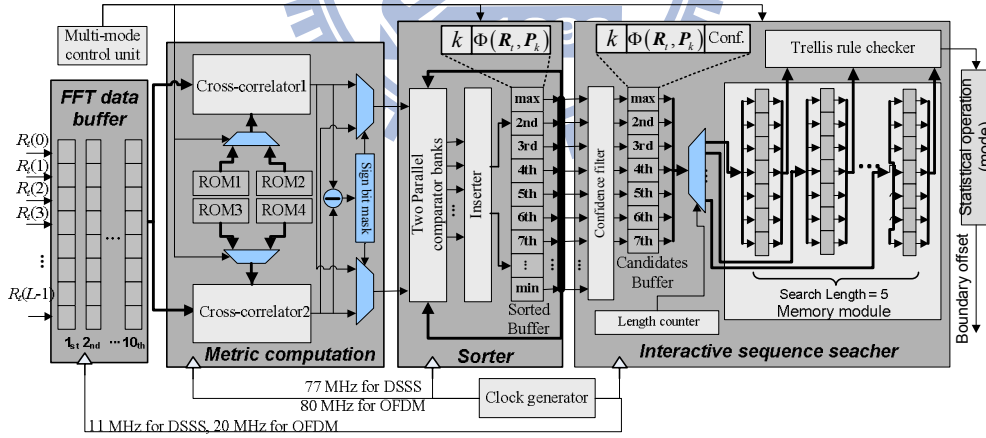 Multi-mode
control unit
k Φ(Rt, Pk)
k Φ(Rt, Pk) Conf.
Trellis rule checker
FFT data
buffer
Rt(0)
Rt(1)
Rt(2)
Rt(3)
...
Rt(L-1)
...
1st 2nd ... 10th
Cross-correlator1
ROM1 ROM2
ROM3 ROM4
Cross-correlator2
Sign bit mask
Metric computation
Two Parallel
comparator banks
...
...
Inserter
max
2nd
3rd
4th
5th
6th
7th
...
min
Sorted
Buffer
Sorter
Confidence filter
max
2nd
3rd
4th
5th
6th
7th
Candidates
Buffer
Length counter
...
...
Search Length = 5
Memory module
Interactive sequence seacher
Statistical operation
(mode)
Boundary offset
77 MHz for DSSS
80 MHz for OFDM
Clock generator
11 MHz for DSSS, 20 MHz for OFDM